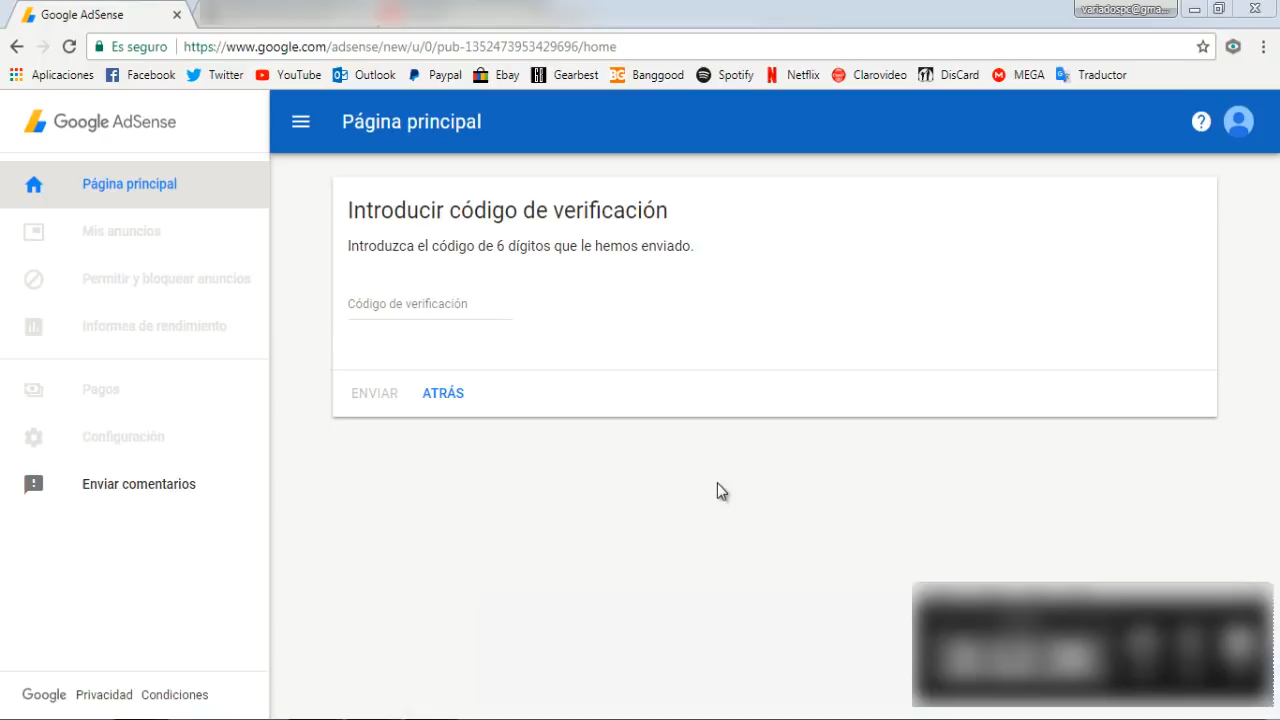 Google AdSense
variadospc@gma...
Es seguro
https://www.google.com/adsense/new/u/0/pub-1352473953429696/home
Aplicaciones Facebook Twitter YouTube Outlook Paypal Ebay Gearbest Banggood Spotify Netflix Clarovideo DisCard MEGA Traductor
Google AdSense
Página principal
Página principal
Mis anuncios
Permitir y bloquear anuncios
Informes de rendimiento
Pagos
Configuración
Enviar comentarios
Introducir código de verificación
Introduzca el código de 6 dígitos que le hemos enviado.
Código de verificación
ENVIAR ATRÁS
Google Privacidad Condiciones